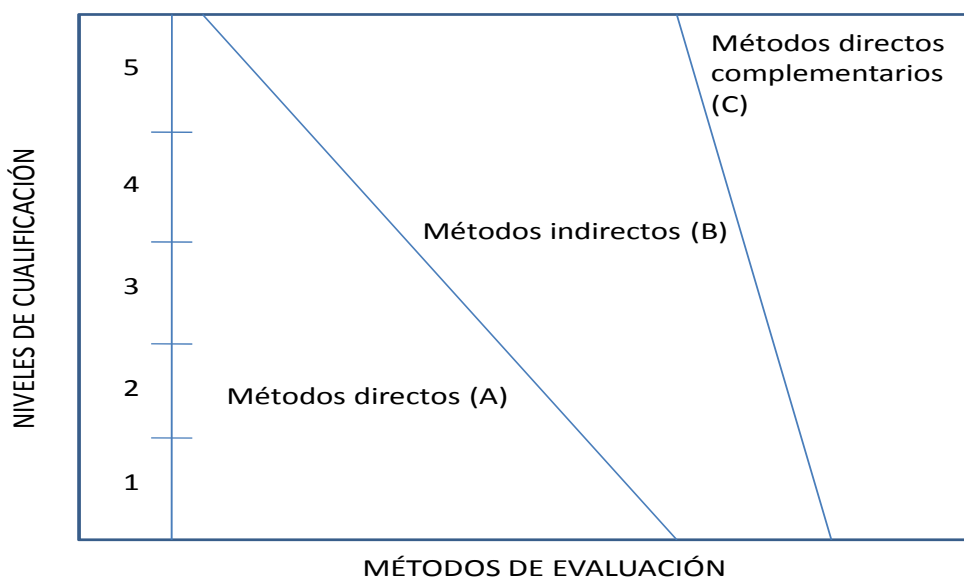 NIVELES DE CUALIFICACIÓN
5
4
3
2
1
Métodos directos
complementarios
(C)
Métodos indirectos (B)
Métodos directos (A)
MÉTODOS DE EVALUACIÓN